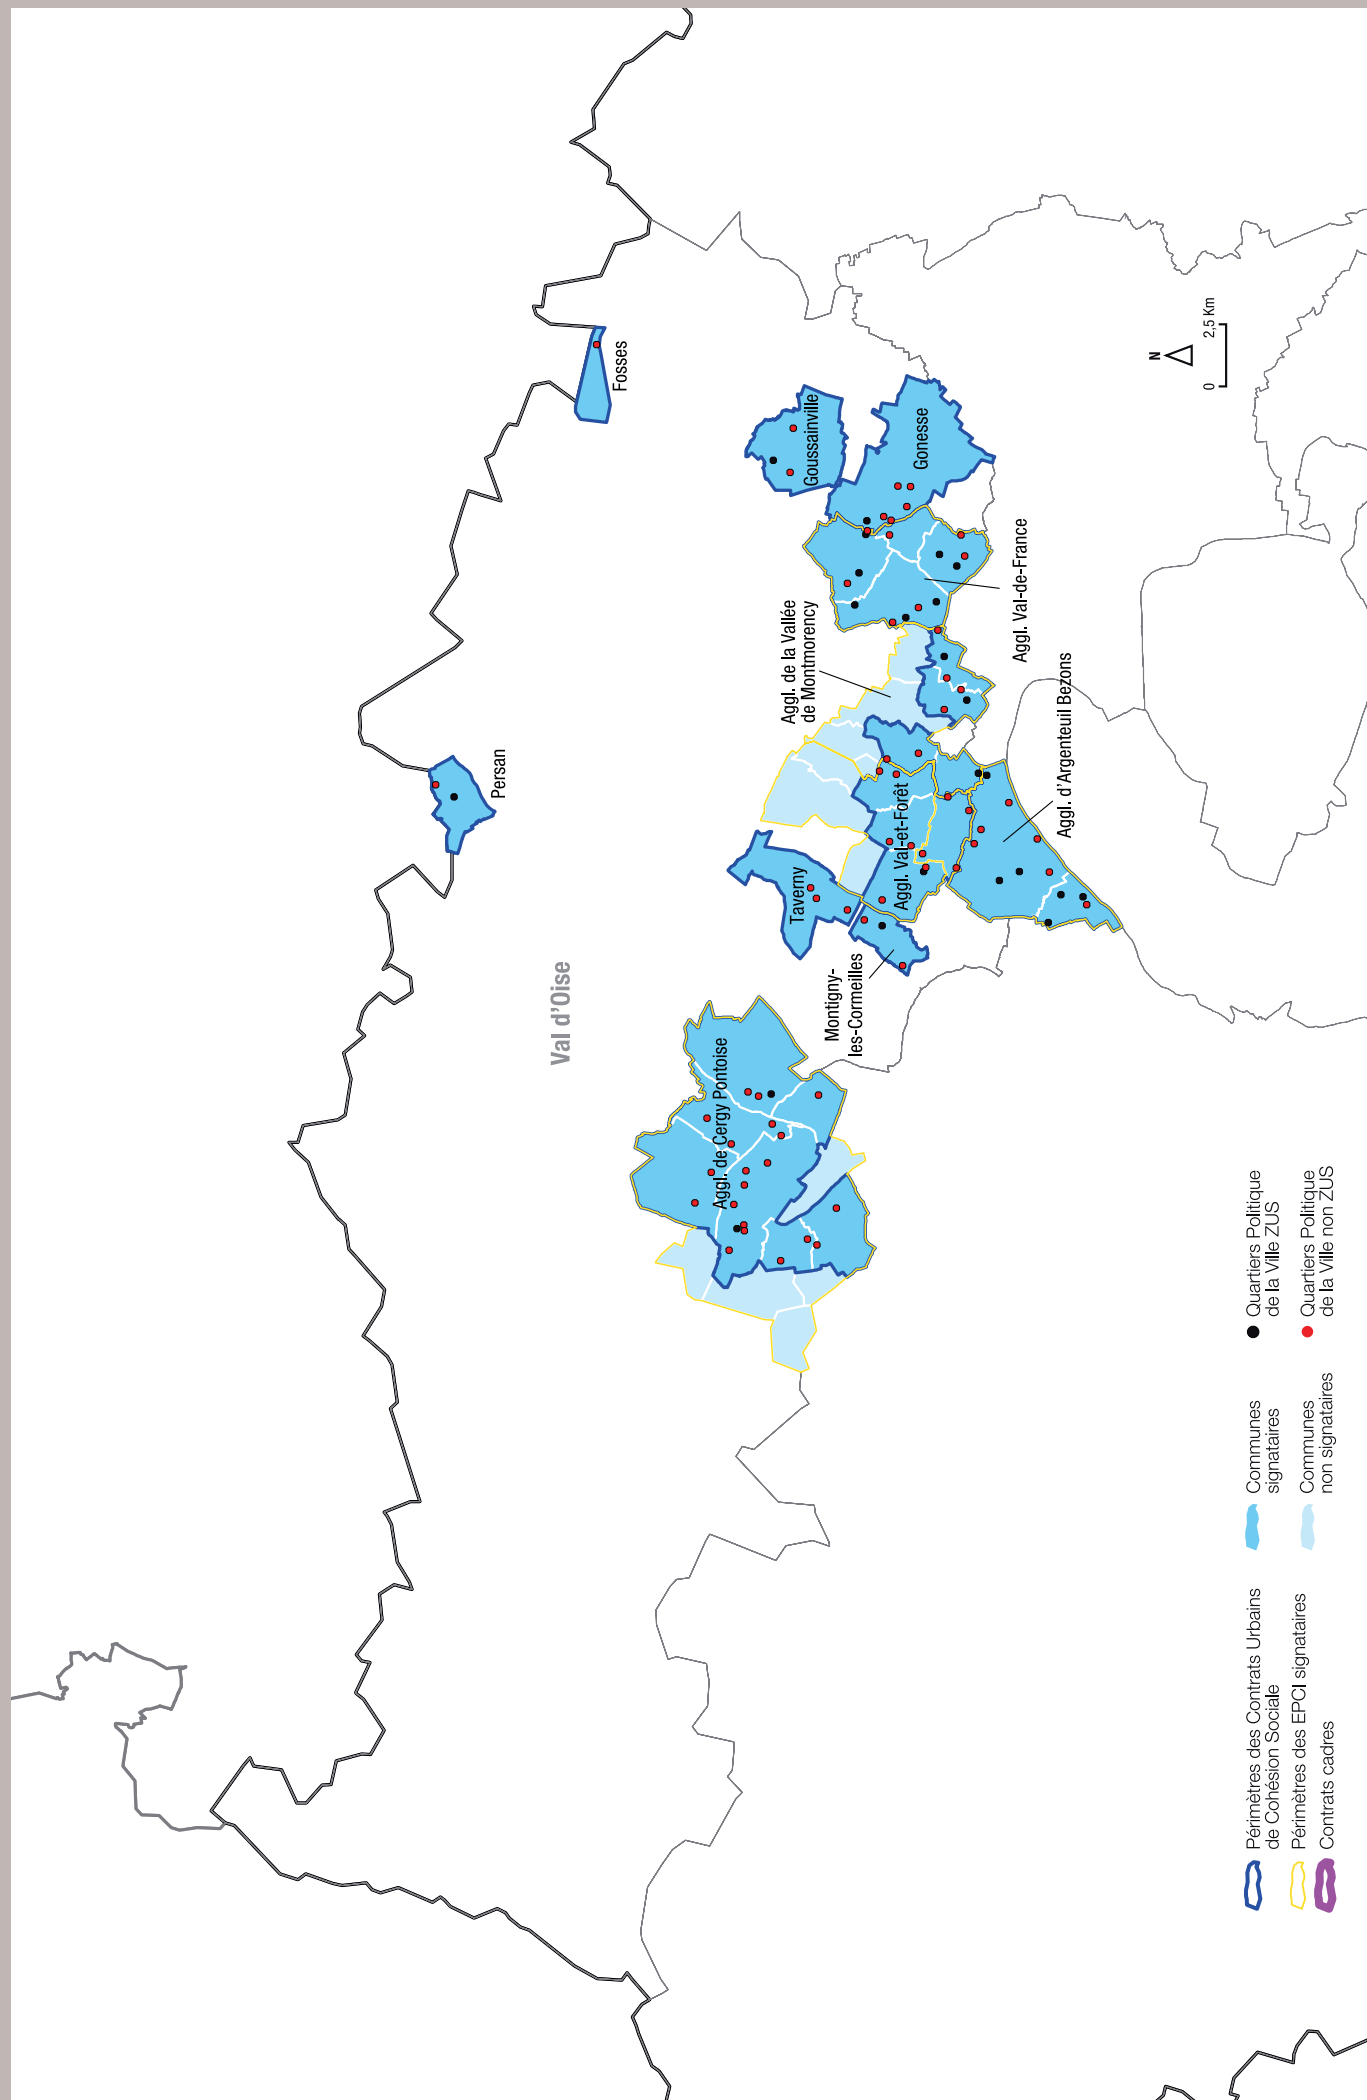 Val d'Oise
Persan
Fosses
Goussainville
Gonesse
Aggl. Val-de-France
Aggl. de la Vallée
de Montmorency
Aggl. d'Argenteuil Bezons
Aggl. Val-et-Forêt
Taverny
Montigny-
les-Cormeilles
Aggl. de Cergy Pontoise
N
0
2,5 Km
Périmètres des Contrats Urbains
de Cohésion Sociale
Périmètres des EPCI signataires
Contrats cadres
Communes
signataires
Communes
non signataires
Quartiers Politique
de la Ville ZUS
Quartiers Politique
de la Ville non ZUS